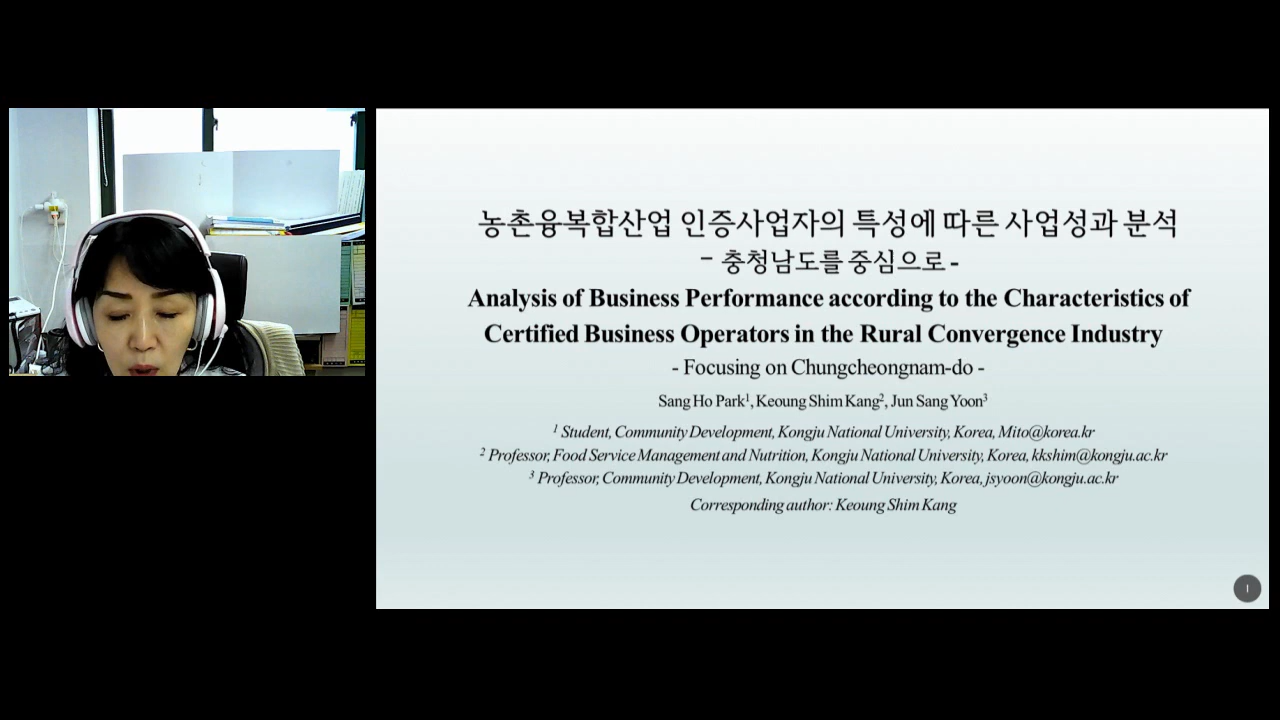 농촌융복합산업 인증사업자의 특성에 따른 사업성과 분석
- 충청남도를 중심으로 -
Analysis of Business Performance according to the Characteristics of
Certified Business Operators in the Rural Convergence Industry
- Focusing on Chungcheongnam-do -
Sang Ho Park¹, Keoung Shim Kang², Jun Sang Yoon³
¹ Student, Community Development, Kongju National University, Korea, Mito@korea.kr
² Professor, Food Service Management and Nutrition, Kongju National University, Korea, kkshim@kongju.ac.kr
³ Professor, Community Development, Kongju National University, Korea, jsyoon@kongju.ac.kr
Corresponding author: Keoung Shim Kang
1